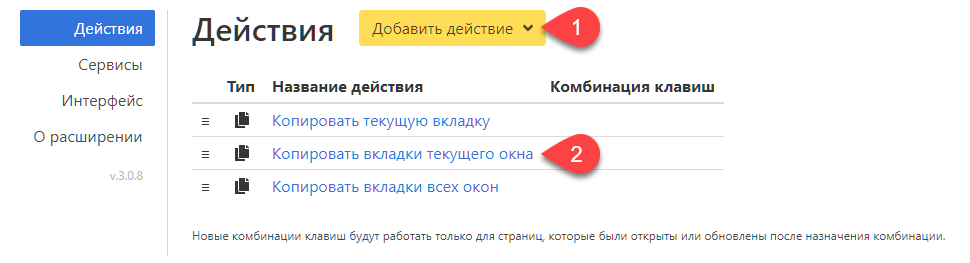 Действия
Сервисы
Интерфейс
О расширении
v.3.0.8
Действия
Добавить действие
1
Тип Название действия Комбинация клавиш
Копировать текущую вкладку
Копировать вкладки текущего окна
2
Копировать вкладки всех окон
Новые комбинации клавиш будут работать только для страниц, которые были открыты или обновлены после назначения комбинации.